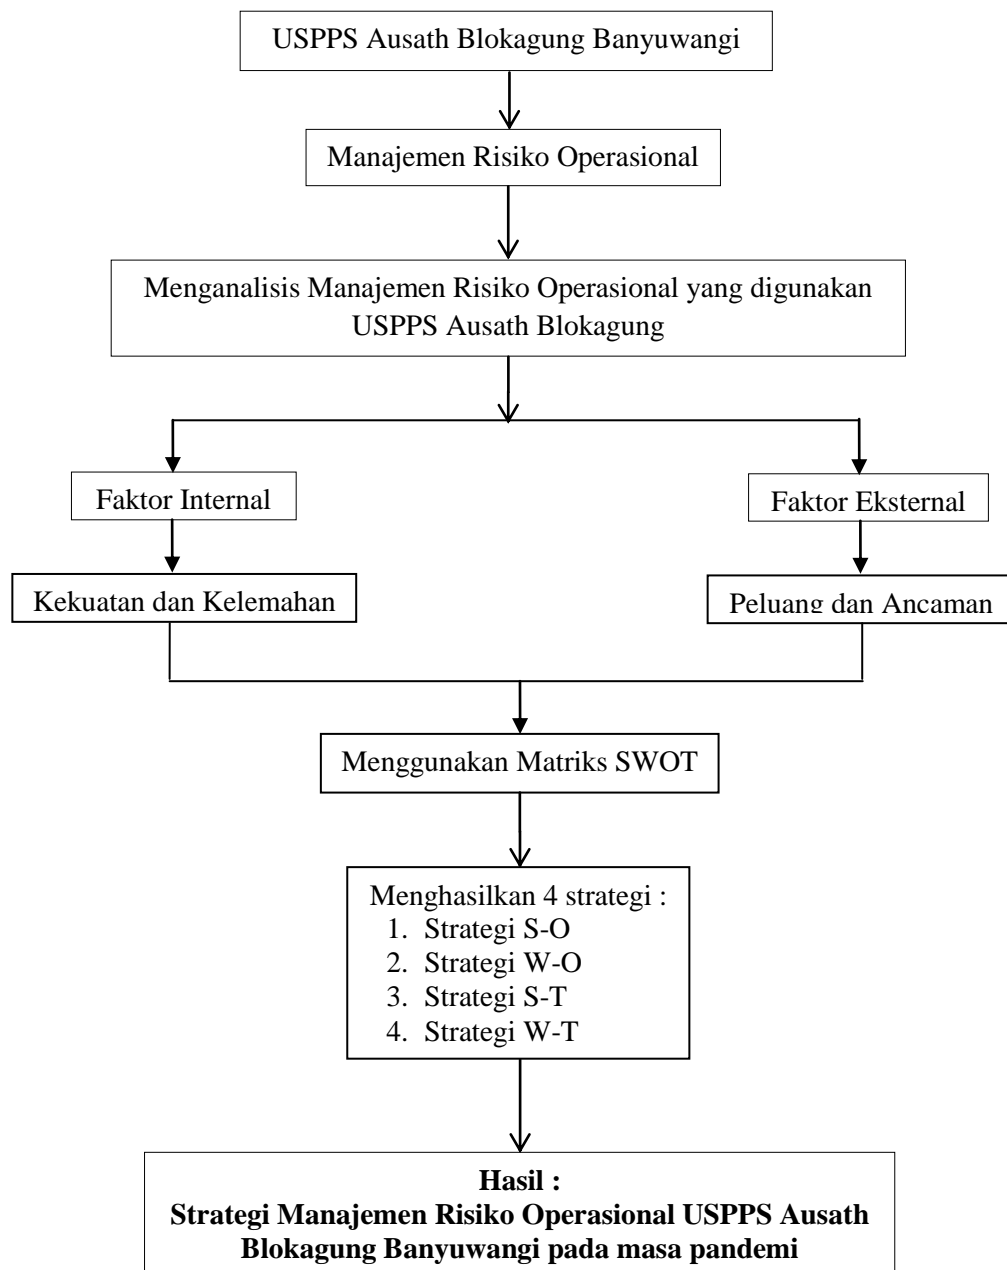 USPPS Ausath Blokagung Banyuwangi
Manajemen Risiko Operasional
Menganalisis Manajemen Risiko Operasional yang digunakan
USPPS Ausath Blokagung
Faktor Internal
Faktor Eksternal
Kekuatan dan Kelemahan
Peluang dan Ancaman
Menggunakan Matriks SWOT
Menghasilkan 4 strategi :
1. Strategi S-O
2. Strategi W-O
3. Strategi S-T
4. Strategi W-T
Hasil :
Strategi Manajemen Risiko Operasional USPPS Ausath
Blokagung Banyuwangi pada masa pandemi